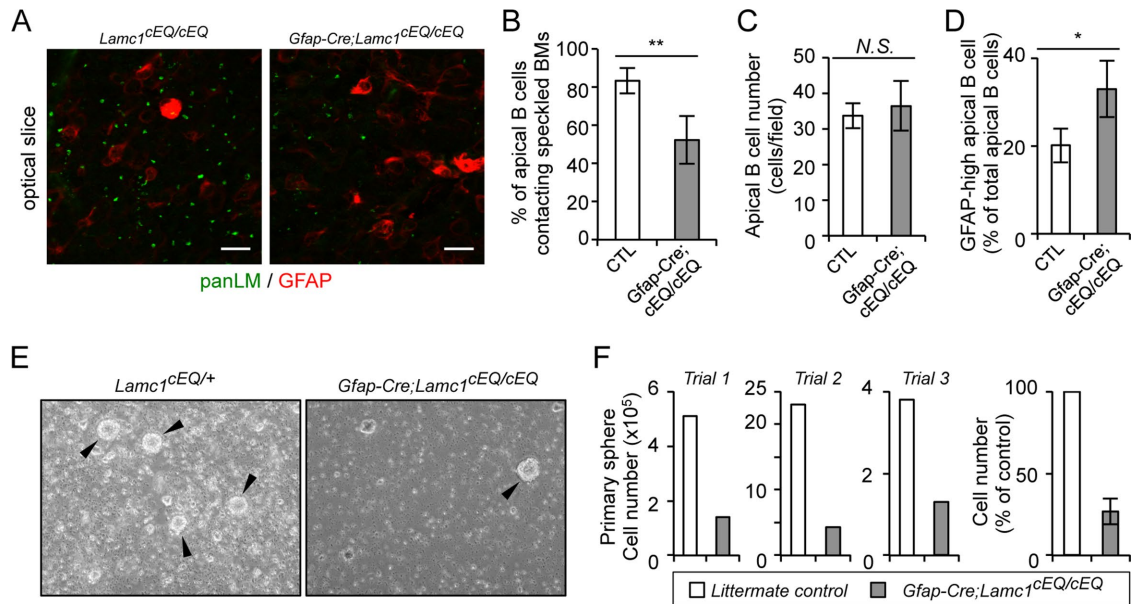 A
Lamc1cEQ/cEQ
Gfap-Cre;Lamc1cEQ/cEQ
optical slice
panLM / GFAP
B
% of apical B cells
contacting speckled BMs
100
80
60
40
20
0
**
CTL
Gfap-Cre;
cEQ/cEQ
C
Apical B cell number
(cells/field)
50
40
30
20
10
0
N.S.
CTL
Gfap-Cre;
cEQ/cEQ
D
GFAP-high apical B cell
(% of total apical B cells)
40
20
0
*
CTL
Gfap-Cre;
cEQ/cEQ
E
Lamc1cEQ/+
Gfap-Cre;Lamc1cEQ/cEQ
F
Primary sphere
Cell number (x10⁵)
Trial 1
6
4
2
0
Trial 2
25
20
15
10
5
0
Trial 3
4
2
0
Cell number
(% of control)
100
50
0
Littermate control
Gfap-Cre;Lamc1cEQ/cEQ